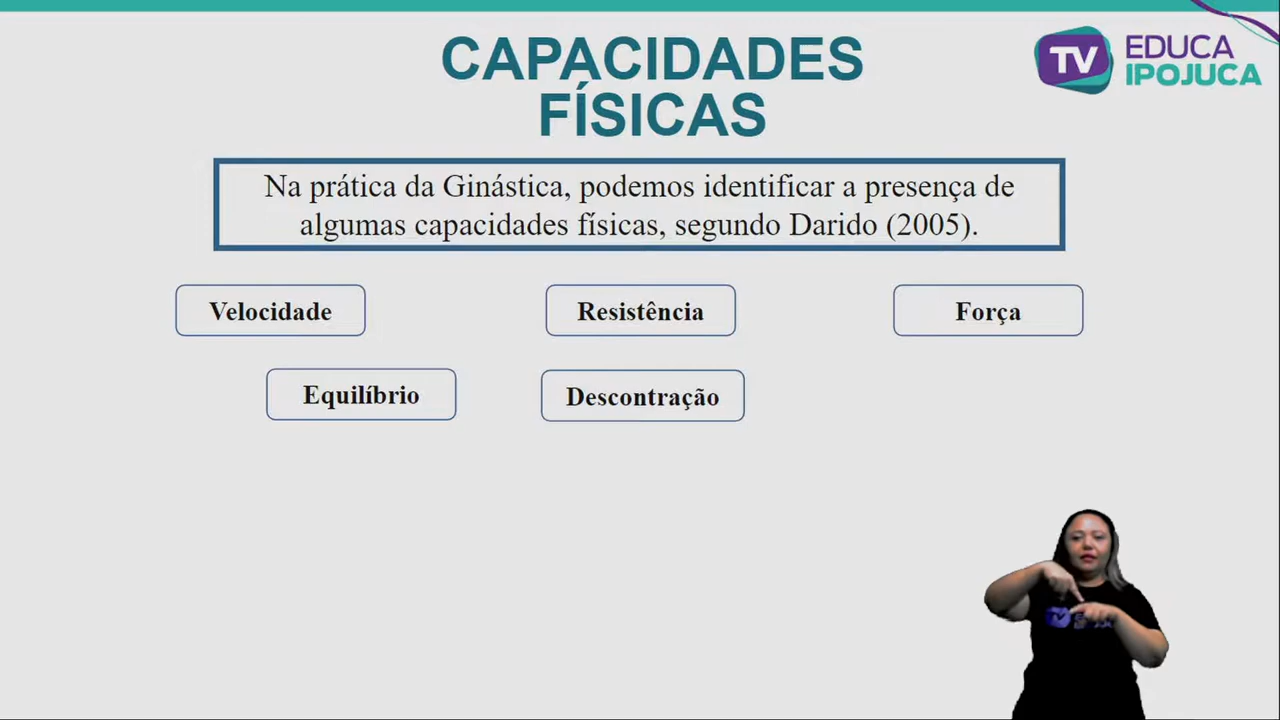 CAPACIDADES
FÍSICAS
TV EDUCA
IPOJUCA
Na prática da Ginástica, podemos identificar a presença de
algumas capacidades físicas, segundo Darido (2005).
Velocidade
Resistência
Força
Equilíbrio
Descontração
TV